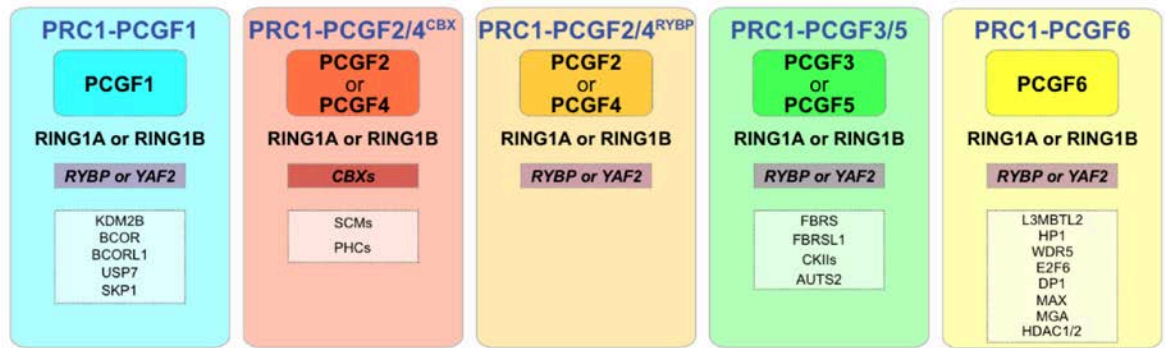 PRC1-PCGF1
PCGF1
RING1A or RING1B
RYBP or YAF2
KDM2B
BCOR
BCORL1
USP7
SKP1
PRC1-PCGF2/4CBX
PCGF2
or
PCGF4
RING1A or RING1B
CBXs
SCMs
PHCs
PRC1-PCGF2/4RYBP
PCGF2
or
PCGF4
RING1A or RING1B
RYBP or YAF2
PRC1-PCGF3/5
PCGF3
or
PCGF5
RING1A or RING1B
RYBP or YAF2
FBRS
FBRSL1
CKIIs
AUTS2
PRC1-PCGF6
PCGF6
RING1A or RING1B
RYBP or YAF2
L3MBTL2
HP1
WDR5
E2F6
DP1
MAX
MGA
HDAC1/2